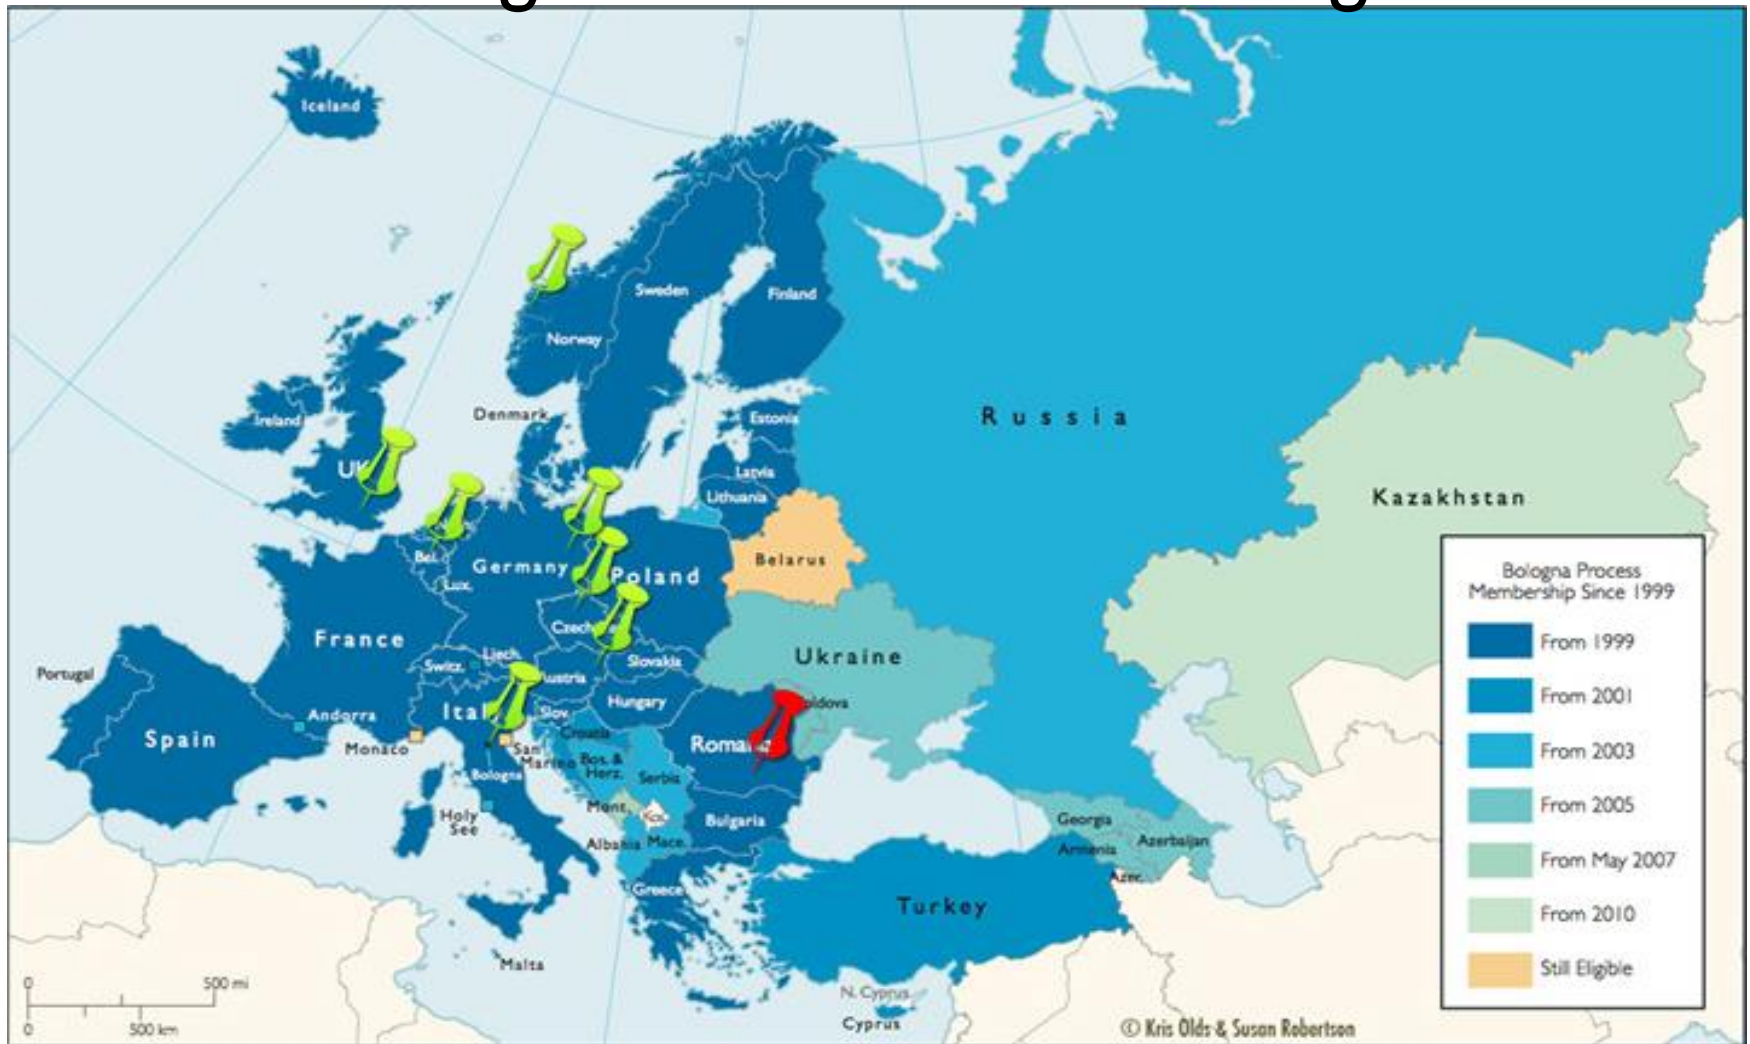 Iceland
Sweden
Finland
Norway
Denmark
Estonia
Ireland
Russia
Latvia
UK
Lithuania
Kazakhstan
Bel.
Germany
Poland
Belarus
Lux.
Czech
France
Ukraine
Switz.
Liech.
Slovakia
Portugal
Austria
Hungary
Moldova
Andorra
Ital
Slov.
Spain
Croatia
Romania
Monaco
San
Marino
Bos. &
Herz.
Serbia
Bologna
Mont.
Kos.
Holy
See
Bulgaria
Georgia
Albania
Mace.
Armenia
Azerbaijan
Azer.
Greece
Turkey
Malta
N. Cyprus
Cyprus
0
500 mi
0
500 km
Bologna Process
Membership Since 1999
From 1999
From 2001
From 2003
From 2005
From May 2007
From 2010
Still Eligible
© Kris Olds & Susan Robertson